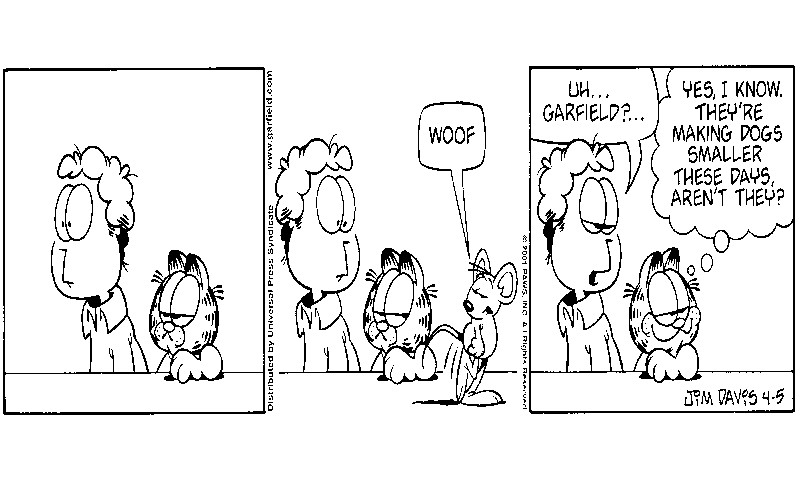 www.garfield.com
Distributed by Universal Press Syndicate
WOOF
© 2001 PAWS, INC. All Rights Reserved.
UH...
GARFIELD?...
YES, I KNOW.
THEY'RE
MAKING DOGS
SMALLER
THESE DAYS,
AREN'T THEY?
JIM DAVIS 4-5